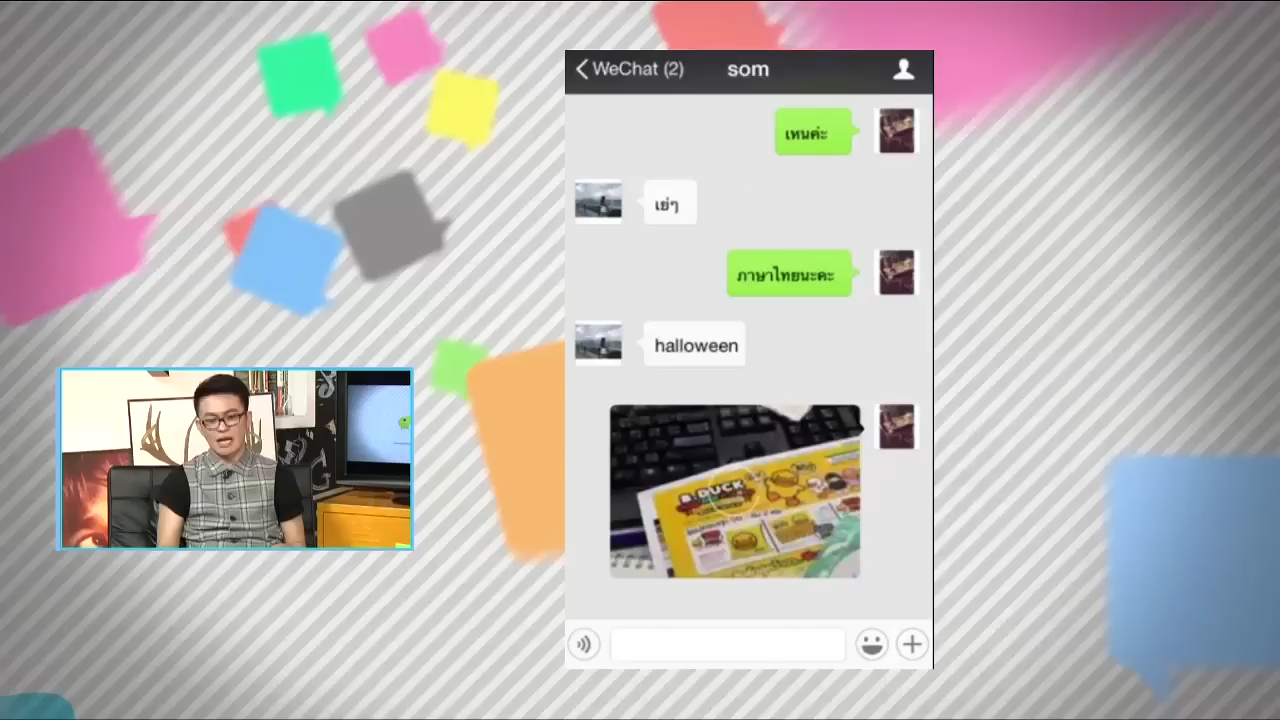 WeChat (2)
som
เหนค่ะ
เย่ๆ
ภาษาไทยนะคะ
halloween
B.DUCK